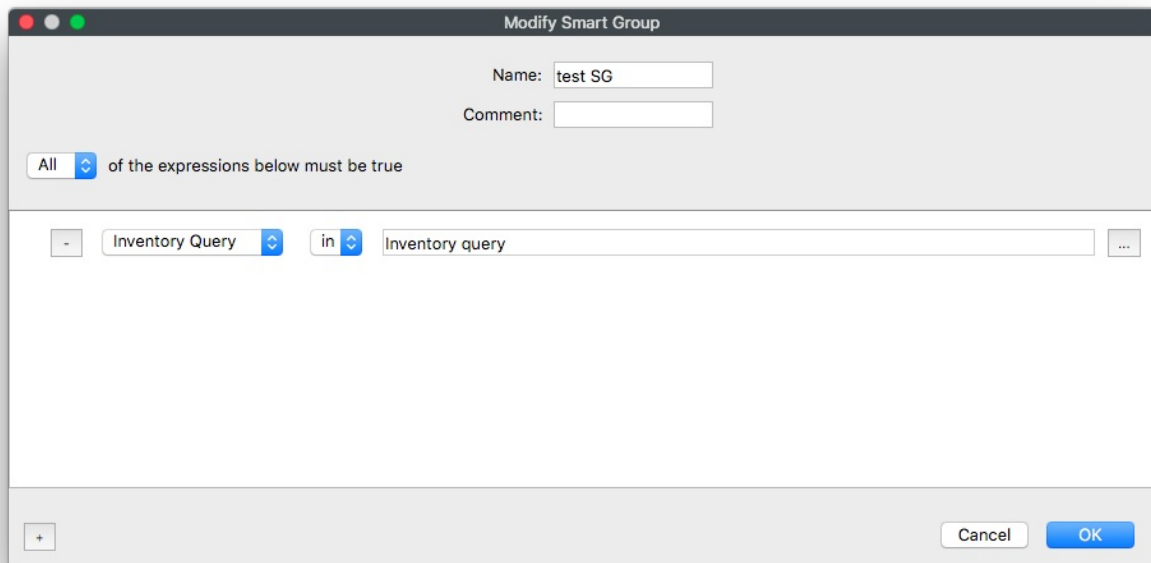 Modify Smart Group
Name: test SG
Comment:
All of the expressions below must be true
- Inventory Query in Inventory query ...
+ Cancel OK